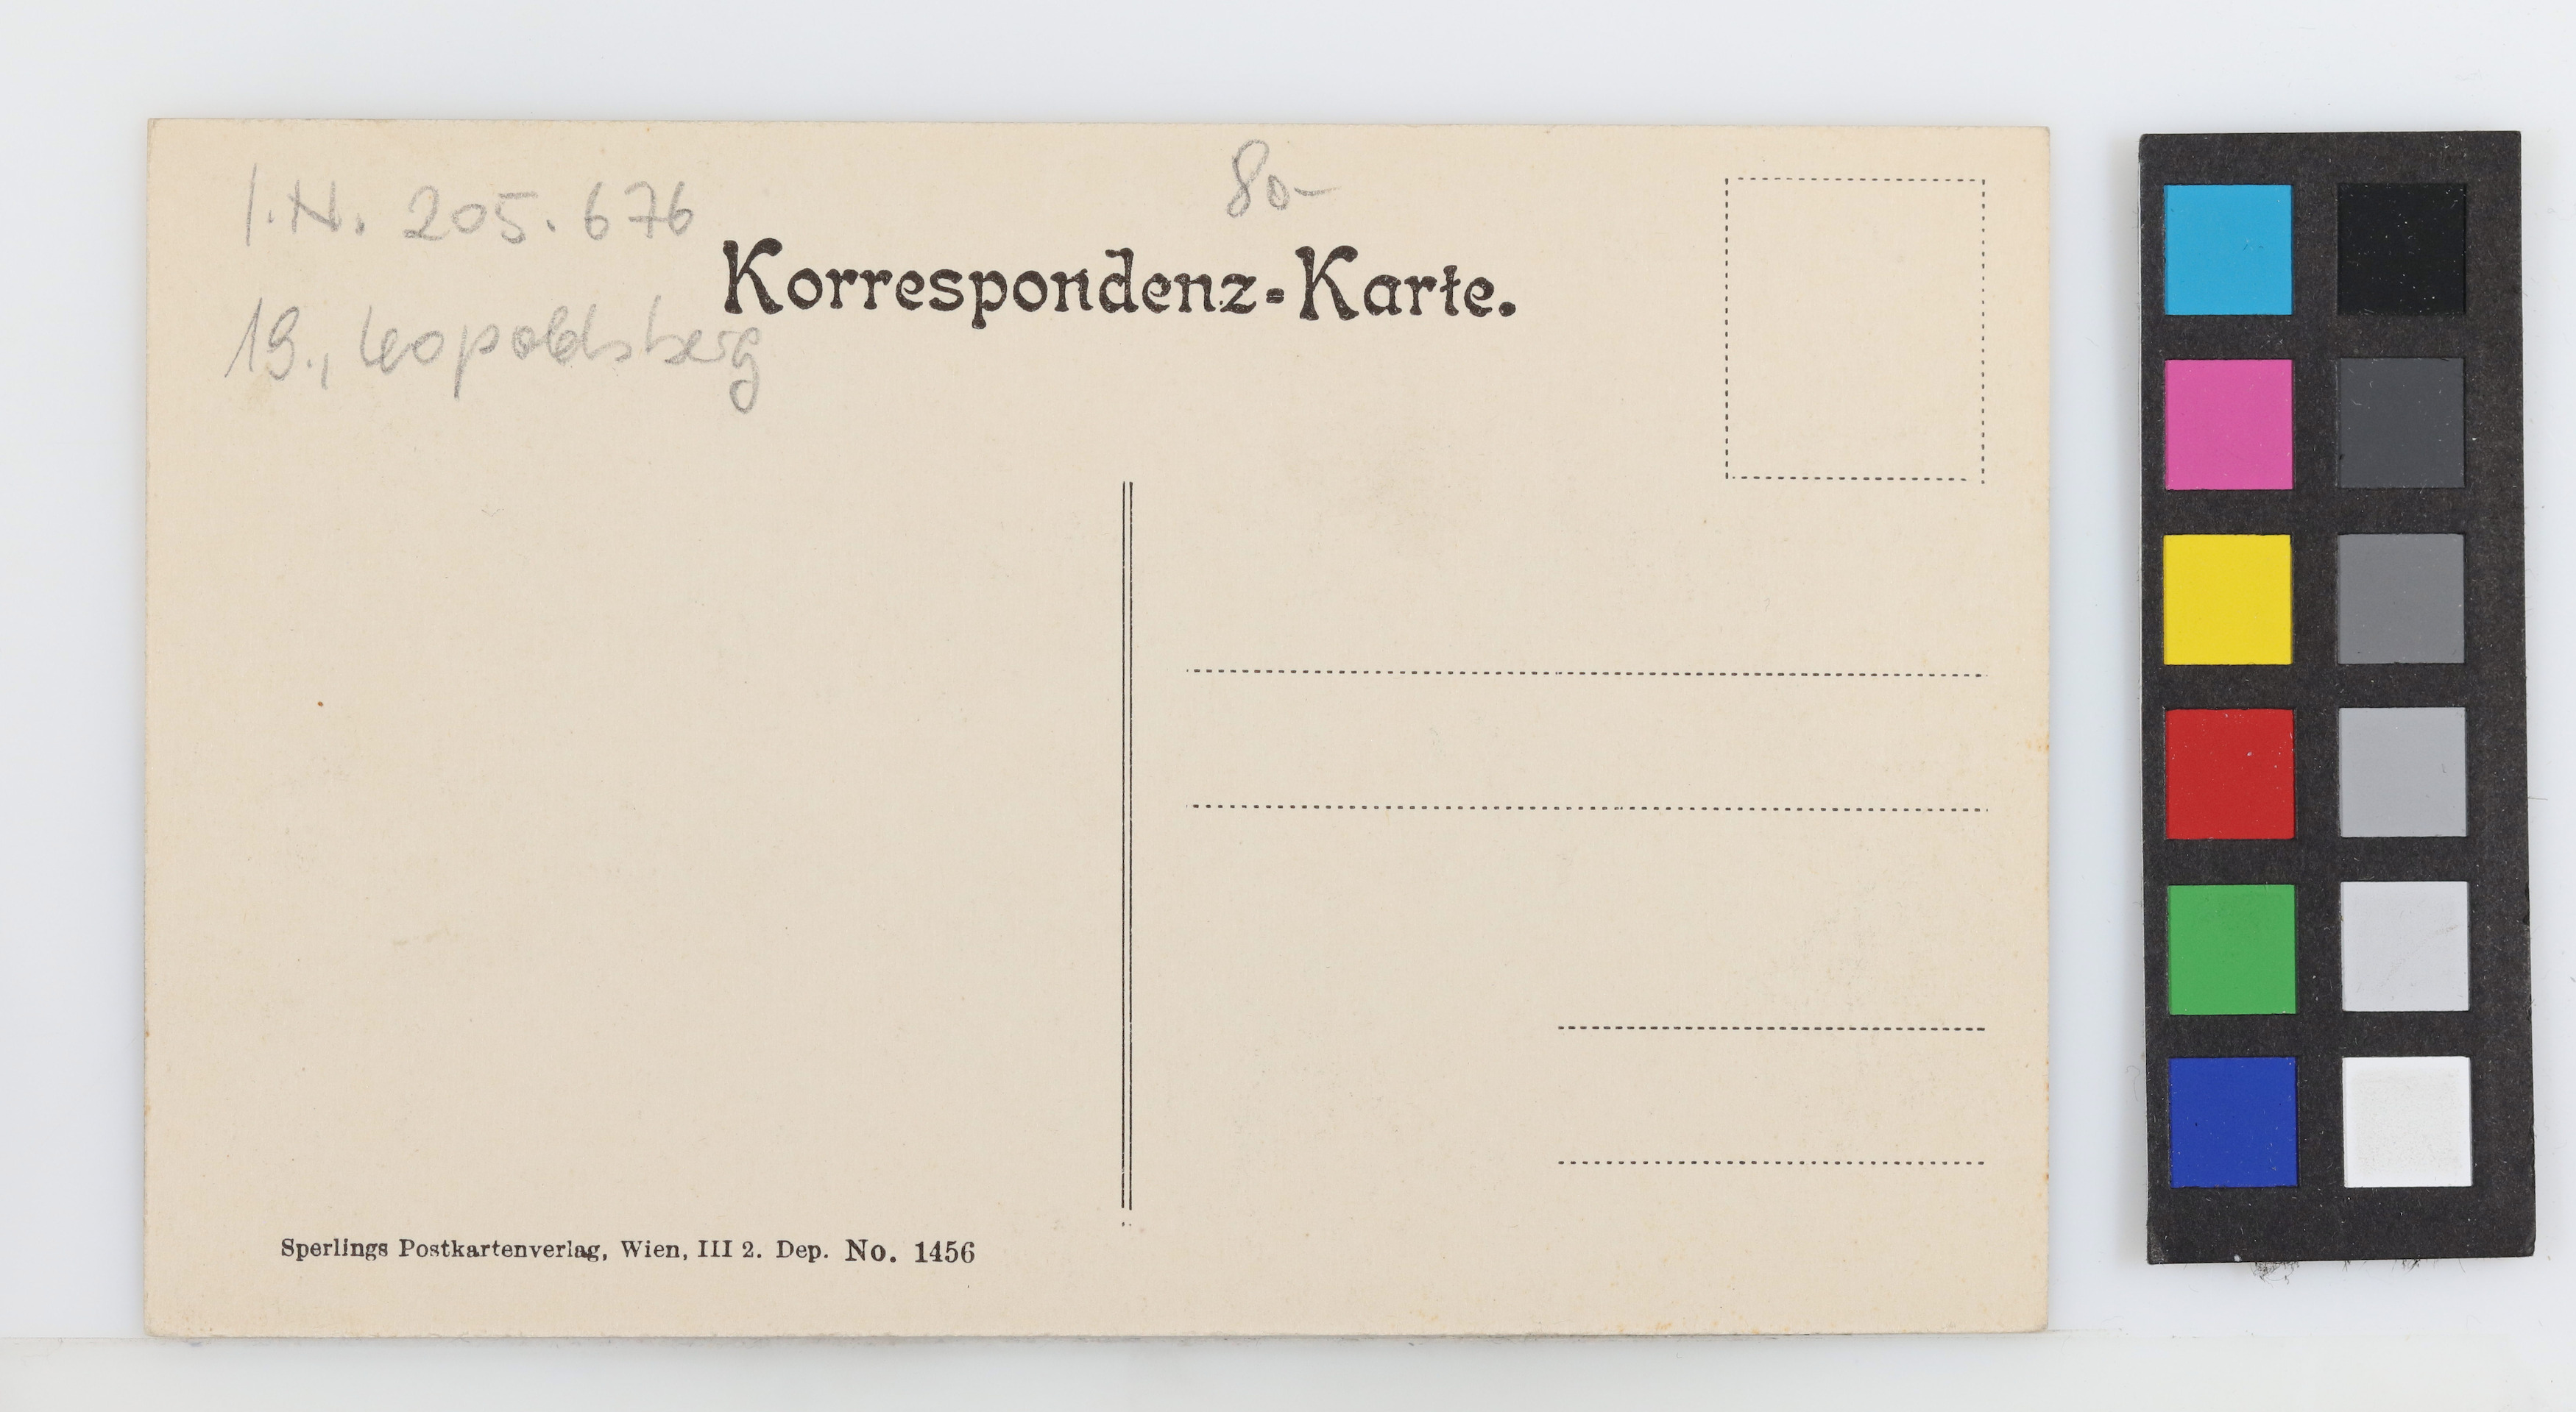 I.N. 205.676
80-
Korrespondenz-Karte.
19., Leopoldsberg
Sperlings Postkartenverlag, Wien, III 2. Dep. No. 1456